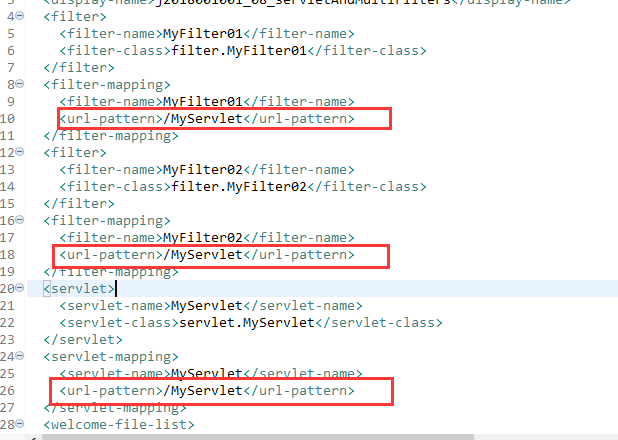 3 <display-name>j2018001001_08_servletAndMultiFilters</display-name>
4 <filter>
5 <filter-name>MyFilter01</filter-name>
6 <filter-class>filter.MyFilter01</filter-class>
7 </filter>
8 <filter-mapping>
9 <filter-name>MyFilter01</filter-name>
10 <url-pattern>/MyServlet</url-pattern>
11 </filter-mapping>
12 <filter>
13 <filter-name>MyFilter02</filter-name>
14 <filter-class>filter.MyFilter02</filter-class>
15 </filter>
16 <filter-mapping>
17 <filter-name>MyFilter02</filter-name>
18 <url-pattern>/MyServlet</url-pattern>
19 </filter-mapping>
20 <servlet>
21 <servlet-name>MyServlet</servlet-name>
22 <servlet-class>servlet.MyServlet</servlet-class>
23 </servlet>
24 <servlet-mapping>
25 <servlet-name>MyServlet</servlet-name>
26 <url-pattern>/MyServlet</url-pattern>
27 </servlet-mapping>
28 <welcome-file-list>